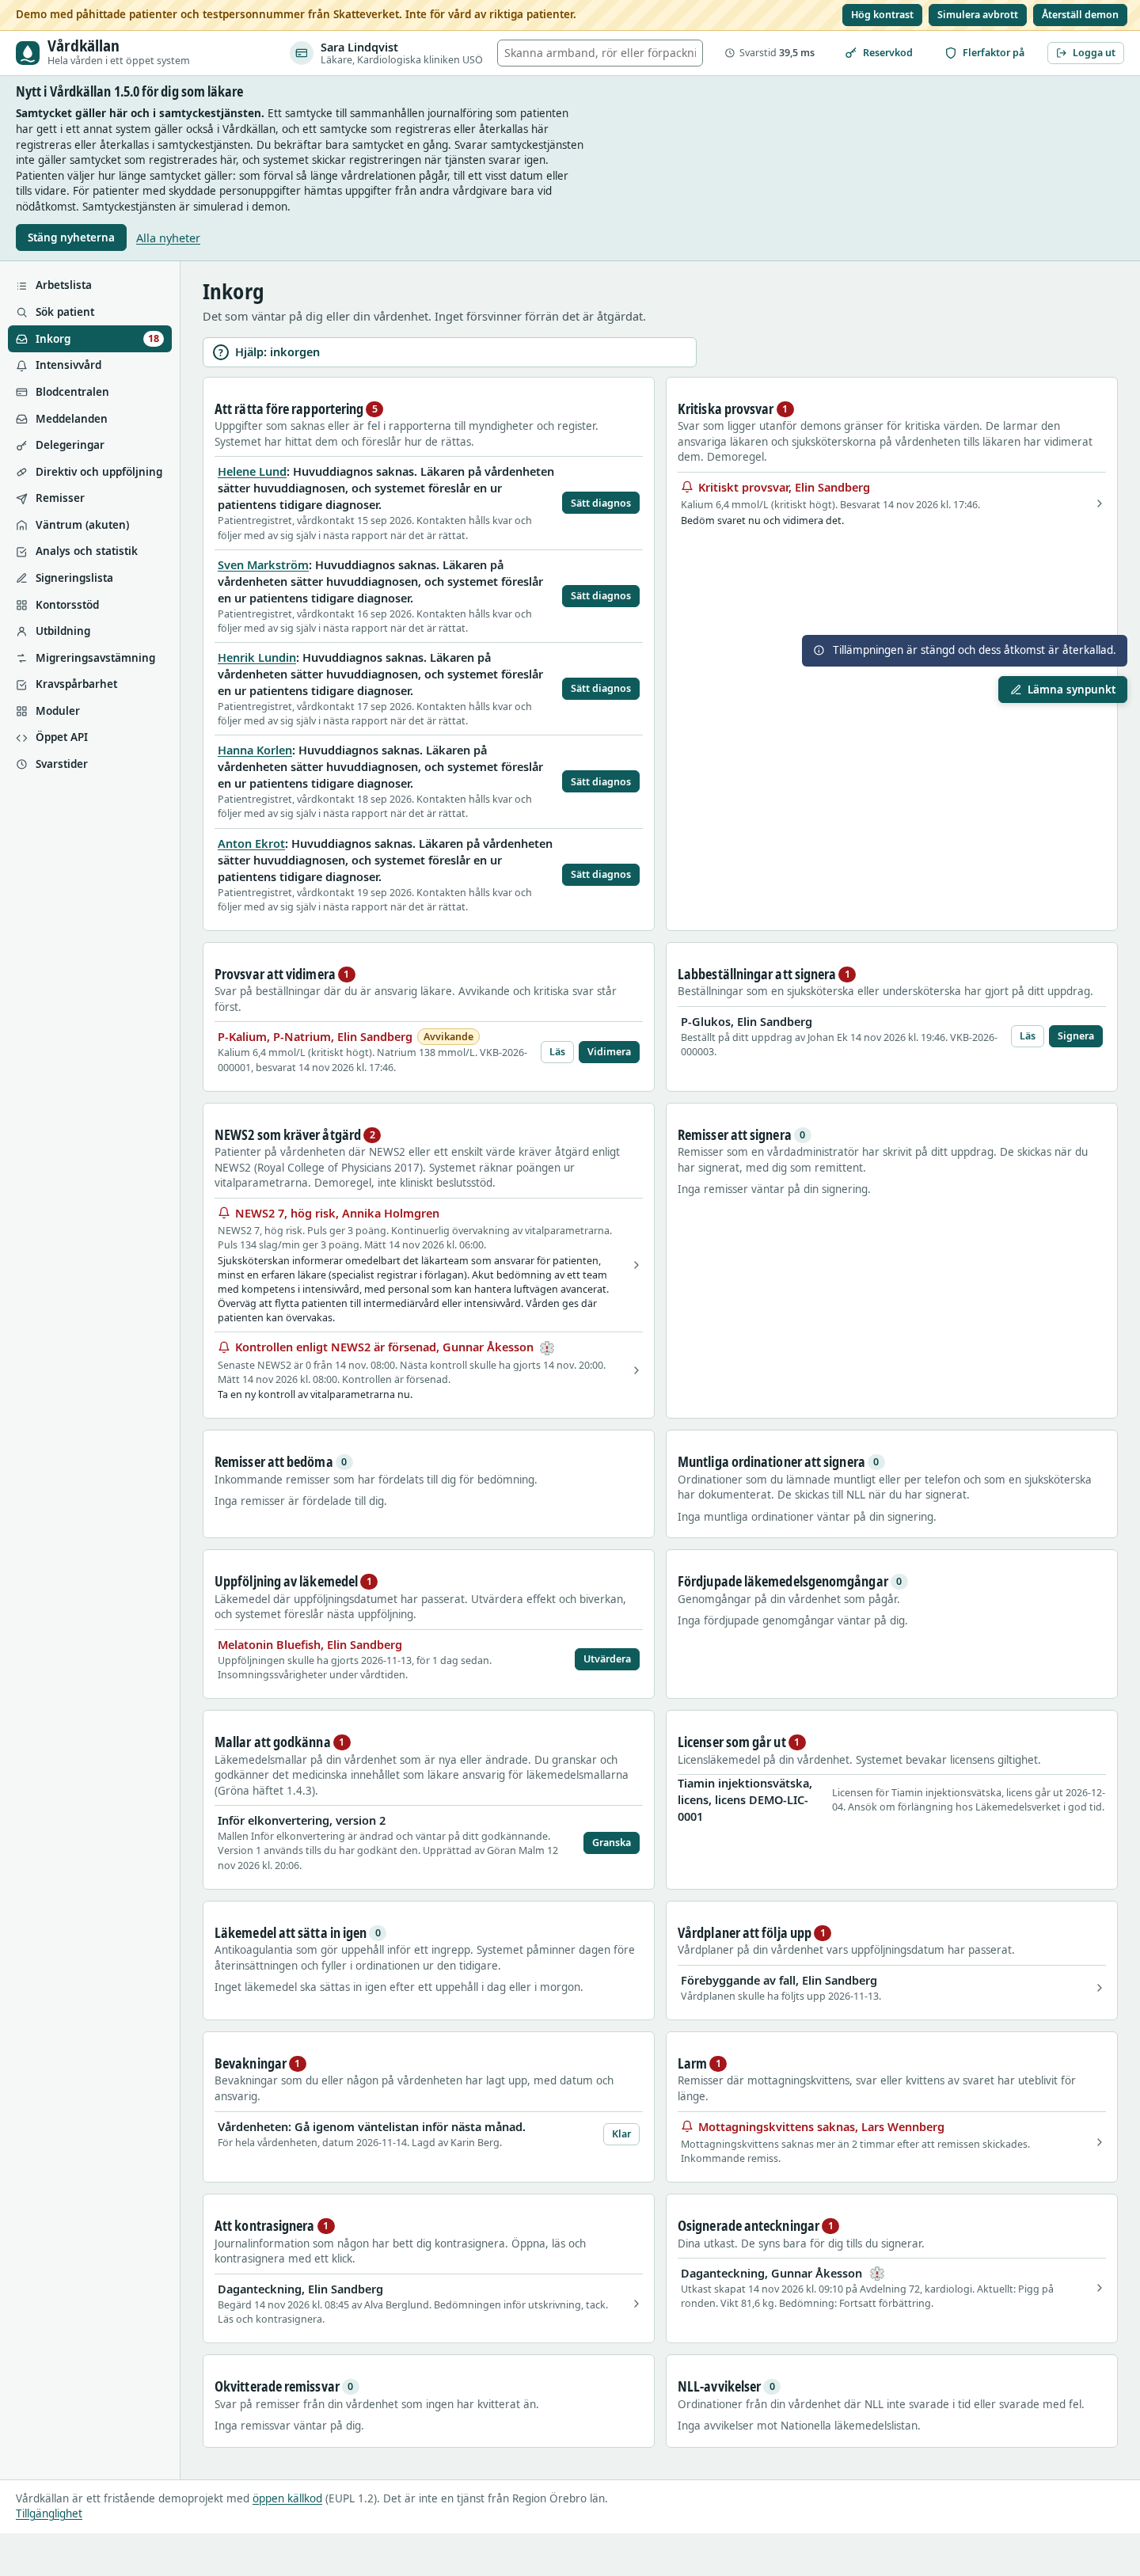 Demo med påhittade patienter och testpersonnummer från Skatteverket. Inte för vård av riktiga patienter.
Hög kontrast
Simulera avbrott
Återställ demon
Vårdkällan
Hela vården i ett öppet system
Sara Lindqvist
Läkare, Kardiologiska kliniken USO
Skanna armband, rör eller förpackni
Svarstid 39,5 ms
Reservkod
Flerfaktor på
Logga ut
Nytt i Vårdkällan 1.5.0 för dig som läkare
Samtycket gäller här och i samtyckestjänsten. Ett samtycke till sammanhållen journalföring som patienten
har gett i ett annat system gäller också i Vårdkällan, och ett samtycke som registreras eller återkallas här
registreras eller återkallas i samtyckestjänsten. Du bekräftar bara samtycket en gång. Svarar samtyckestjänsten
inte gäller samtycket som registrerades här, och systemet skickar registreringen när tjänsten svarar igen.
Patienten väljer hur länge samtycket gäller: som förval så länge vårdrelationen pågår, till ett visst datum eller
tills vidare. För patienter med skyddade personuppgifter hämtas uppgifter från andra vårdgivare bara vid
nödåtkomst. Samtyckestjänsten är simulerad i demon.
Stäng nyheterna
Alla nyheter
Arbetslista
Sök patient
Inkorg
18
Intensivvård
Blodcentralen
Meddelanden
Delegeringar
Direktiv och uppföljning
Remisser
Väntrum (akuten)
Analys och statistik
Signeringslista
Kontorsstöd
Utbildning
Migreringsavstämning
Kravspårbarhet
Moduler
Öppet API
Svarstider
Inkorg
Det som väntar på dig eller din vårdenhet. Inget försvinner förrän det är åtgärdat.
Hjälp: inkorgen
Att rätta före rapportering 5
Uppgifter som saknas eller är fel i rapporterna till myndigheter och register.
Systemet har hittat dem och föreslår hur de rättas.
Helene Lund: Huvuddiagnos saknas. Läkaren på vårdenheten
sätter huvuddiagnosen, och systemet föreslår en ur
patientens tidigare diagnoser.
Patientregistret, vårdkontakt 15 sep 2026. Kontakten hålls kvar och
följer med av sig själv i nästa rapport när det är rättat.
Sätt diagnos
Sven Markström: Huvuddiagnos saknas. Läkaren på
vårdenheten sätter huvuddiagnosen, och systemet föreslår
en ur patientens tidigare diagnoser.
Patientregistret, vårdkontakt 16 sep 2026. Kontakten hålls kvar och
följer med av sig själv i nästa rapport när det är rättat.
Sätt diagnos
Henrik Lundin: Huvuddiagnos saknas. Läkaren på
vårdenheten sätter huvuddiagnosen, och systemet föreslår
en ur patientens tidigare diagnoser.
Patientregistret, vårdkontakt 17 sep 2026. Kontakten hålls kvar och
följer med av sig själv i nästa rapport när det är rättat.
Sätt diagnos
Hanna Korlen: Huvuddiagnos saknas. Läkaren på
vårdenheten sätter huvuddiagnosen, och systemet föreslår
en ur patientens tidigare diagnoser.
Patientregistret, vårdkontakt 18 sep 2026. Kontakten hålls kvar och
följer med av sig själv i nästa rapport när det är rättat.
Sätt diagnos
Anton Ekrot: Huvuddiagnos saknas. Läkaren på vårdenheten
sätter huvuddiagnosen, och systemet föreslår en ur
patientens tidigare diagnoser.
Patientregistret, vårdkontakt 19 sep 2026. Kontakten hålls kvar och
följer med av sig själv i nästa rapport när det är rättat.
Sätt diagnos
Kritiska provsvar 1
Svar som ligger utanför demons gränser för kritiska värden. De larmar den
ansvariga läkaren och sjuksköterskorna på vårdenheten tills läkaren har vidimerat
dem. Demoregel.
Kritiskt provsvar, Elin Sandberg
Kalium 6,4 mmol/L (kritiskt högt). Besvarat 14 nov 2026 kl. 17:46.
Bedöm svaret nu och vidimera det.
Tillämpningen är stängd och dess åtkomst är återkallad.
Lämna synpunkt
Provsvar att vidimera 1
Svar på beställningar där du är ansvarig läkare. Avvikande och kritiska svar står
först.
P-Kalium, P-Natrium, Elin Sandberg Avvikande
Kalium 6,4 mmol/L (kritiskt högt). Natrium 138 mmol/L. VKB-2026-
000001, besvarat 14 nov 2026 kl. 17:46.
Läs
Vidimera
Labbeställningar att signera 1
Beställningar som en sjuksköterska eller undersköterska har gjort på ditt uppdrag.
P-Glukos, Elin Sandberg
Beställt på ditt uppdrag av Johan Ek 14 nov 2026 kl. 19:46. VKB-2026-
000003.
Läs
Signera
NEWS2 som kräver åtgärd 2
Patienter på vårdenheten där NEWS2 eller ett enskilt värde kräver åtgärd enligt
NEWS2 (Royal College of Physicians 2017). Systemet räknar poängen ur
vitalparametrarna. Demoregel, inte kliniskt beslutsstöd.
NEWS2 7, hög risk, Annika Holmgren
NEWS2 7, hög risk. Puls ger 3 poäng. Kontinuerlig övervakning av vitalparametrarna.
Puls 134 slag/min ger 3 poäng. Mätt 14 nov 2026 kl. 06:00.
Sjuksköterskan informerar omedelbart det läkarteam som ansvarar för patienten,
minst en erfaren läkare (specialist registrar i förlagan). Akut bedömning av ett team
med kompetens i intensivvård, med personal som kan hantera luftvägen avancerat.
Överväg att flytta patienten till intermediärvård eller intensivvård. Vården ges där
patienten kan övervakas.
Kontrollen enligt NEWS2 är försenad, Gunnar Åkesson
Senaste NEWS2 är 0 från 14 nov. 08:00. Nästa kontroll skulle ha gjorts 14 nov. 20:00.
Mätt 14 nov 2026 kl. 08:00. Kontrollen är försenad.
Ta en ny kontroll av vitalparametrarna nu.
Remisser att signera 0
Remisser som en vårdadministratör har skrivit på ditt uppdrag. De skickas när du
har signerat, med dig som remittent.
Inga remisser väntar på din signering.
Remisser att bedöma 0
Inkommande remisser som har fördelats till dig för bedömning.
Inga remisser är fördelade till dig.
Muntliga ordinationer att signera 0
Ordinationer som du lämnade muntligt eller per telefon och som en sjuksköterska
har dokumenterat. De skickas till NLL när du har signerat.
Inga muntliga ordinationer väntar på din signering.
Uppföljning av läkemedel 1
Läkemedel där uppföljningsdatumet har passerat. Utvärdera effekt och biverkan,
och systemet föreslår nästa uppföljning.
Melatonin Bluefish, Elin Sandberg
Uppföljningen skulle ha gjorts 2026-11-13, för 1 dag sedan.
Insomningssvårigheter under vårdtiden.
Utvärdera
Fördjupade läkemedelsgenomgångar 0
Genomgångar på din vårdenhet som pågår.
Inga fördjupade genomgångar väntar på dig.
Mallar att godkänna 1
Läkemedelsmallar på din vårdenhet som är nya eller ändrade. Du granskar och
godkänner det medicinska innehållet som läkare ansvarig för läkemedelsmallarna
(Gröna häftet 1.4.3).
Inför elkonvertering, version 2
Mallen Inför elkonvertering är ändrad och väntar på ditt godkännande.
Version 1 används tills du har godkänt den. Upprättad av Göran Malm 12
nov 2026 kl. 20:06.
Granska
Licenser som går ut 1
Licensläkemedel på din vårdenhet. Systemet bevakar licensens giltighet.
Tiamin injektionsvätska,
licens, licens DEMO-LIC-
0001
Licensen för Tiamin injektionsvätska, licens går ut 2026-12-
04. Ansök om förlängning hos Läkemedelsverket i god tid.
Läkemedel att sätta in igen 0
Antikoagulantia som gör uppehåll inför ett ingrepp. Systemet påminner dagen före
återinsättningen och fyller i ordinationen ur den tidigare.
Inget läkemedel ska sättas in igen efter ett uppehåll i dag eller i morgon.
Vårdplaner att följa upp 1
Vårdplaner på din vårdenhet vars uppföljningsdatum har passerat.
Förebyggande av fall, Elin Sandberg
Vårdplanen skulle ha följts upp 2026-11-13.
Bevakningar 1
Bevakningar som du eller någon på vårdenheten har lagt upp, med datum och
ansvarig.
Vårdenheten: Gå igenom väntelistan inför nästa månad.
För hela vårdenheten, datum 2026-11-14. Lagd av Karin Berg.
Klar
Larm 1
Remisser där mottagningskvittens, svar eller kvittens av svaret har uteblivit för
länge.
Mottagningskvittens saknas, Lars Wennberg
Mottagningskvittens saknas mer än 2 timmar efter att remissen skickades.
Inkommande remiss.
Att kontrasignera 1
Journalinformation som någon har bett dig kontrasignera. Öppna, läs och
kontrasignera med ett klick.
Daganteckning, Elin Sandberg
Begärd 14 nov 2026 kl. 08:45 av Alva Berglund. Bedömningen inför utskrivning, tack.
Läs och kontrasignera.
Osignerade anteckningar 1
Dina utkast. De syns bara för dig tills du signerar.
Daganteckning, Gunnar Åkesson
Utkast skapat 14 nov 2026 kl. 09:10 på Avdelning 72, kardiologi. Aktuellt: Pigg på
ronden. Vikt 81,6 kg. Bedömning: Fortsatt förbättring.
Okvitterade remissvar 0
Svar på remisser från din vårdenhet som ingen har kvitterat än.
Inga remissvar väntar på dig.
NLL-avvikelser 0
Ordinationer från din vårdenhet där NLL inte svarade i tid eller svarade med fel.
Inga avvikelser mot Nationella läkemedelslistan.
Vårdkällan är ett fristående demoprojekt med öppen källkod (EUPL 1.2). Det är inte en tjänst från Region Örebro län.
Tillgänglighet